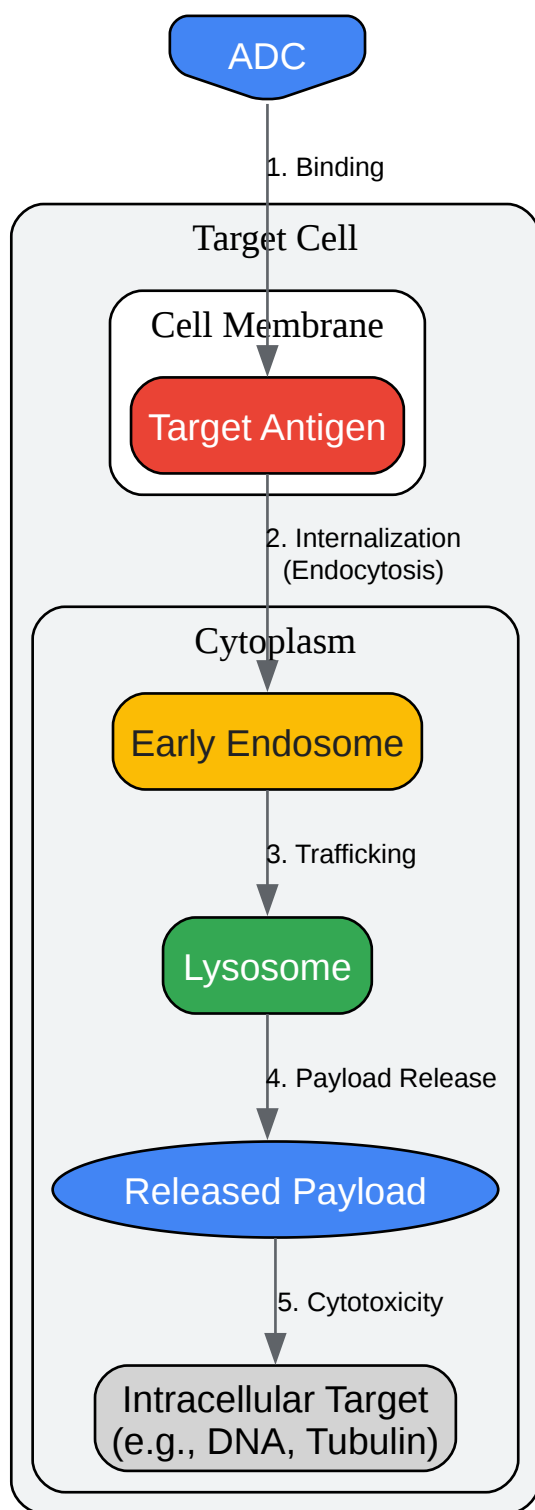 ADC
1. Binding
Target Cell
Cell Membrane
Target Antigen
2. Internalization
(Endocytosis)
Cytoplasm
Early Endosome
3. Trafficking
Lysosome
4. Payload Release
Released Payload
5. Cytotoxicity
Intracellular Target
(e.g., DNA, Tubulin)